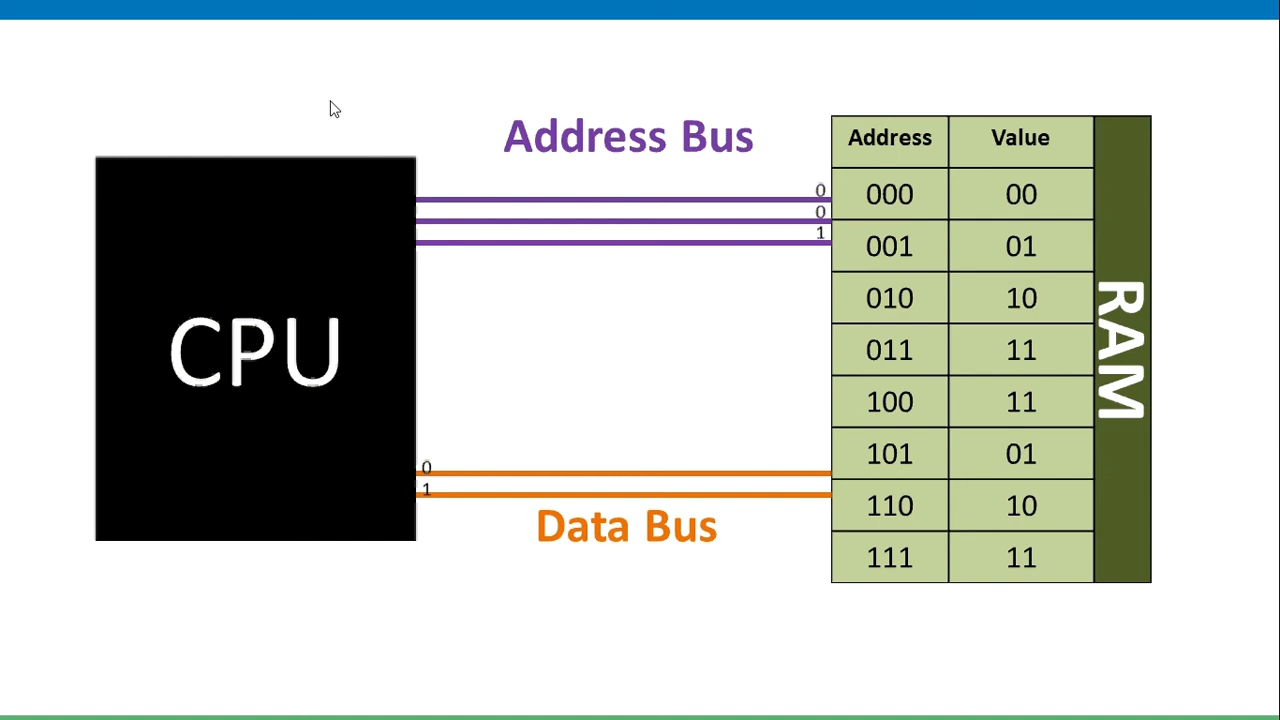 Address Bus
Address Value
0
000 00
0
1
001 01
010 10
RAM
011 11
CPU
100 11
101 01
0
1
110 10
Data Bus
111 11